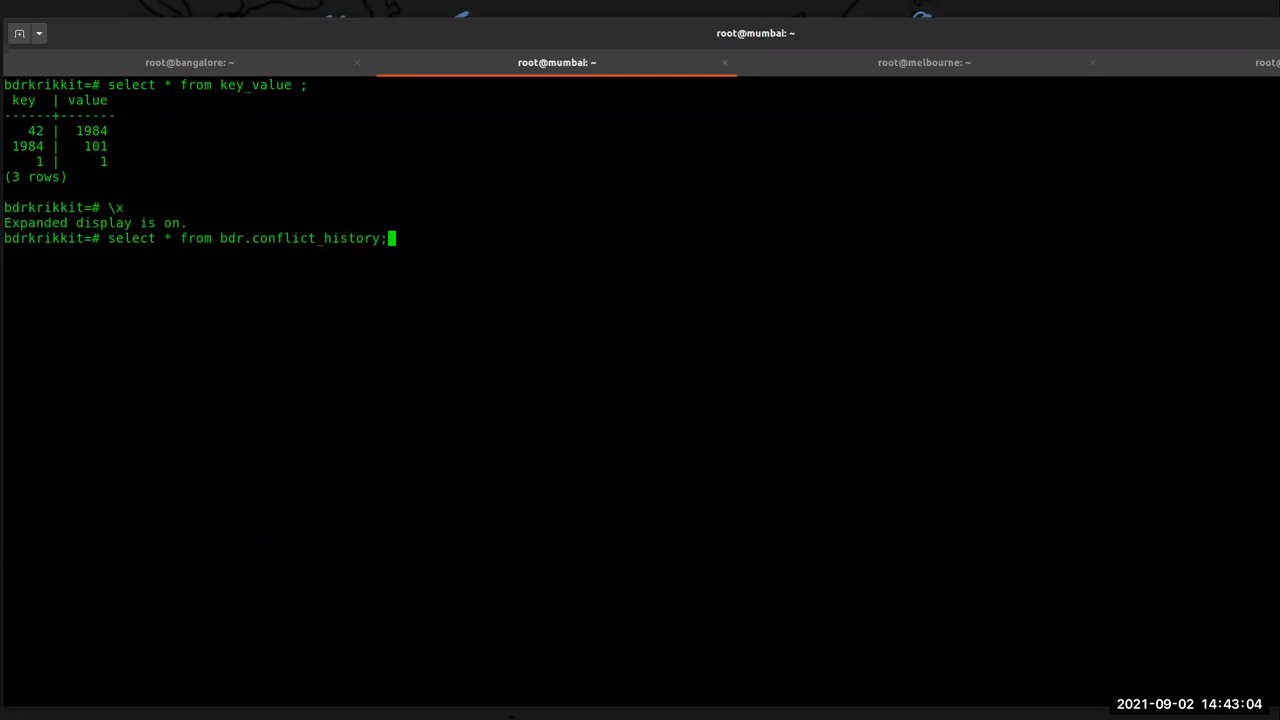 root@mumbai: ~
root@bangalore: ~ × root@mumbai: ~ × root@melbourne: ~ × root@
bdrkrikkit=# select * from key_value ;
 key  | value
------+-------
   42 |  1984
 1984 |   101
    1 |     1
(3 rows)
bdrkrikkit=# \x
Expanded display is on.
bdrkrikkit=# select * from bdr.conflict_history;
2021-09-02 14:43:04